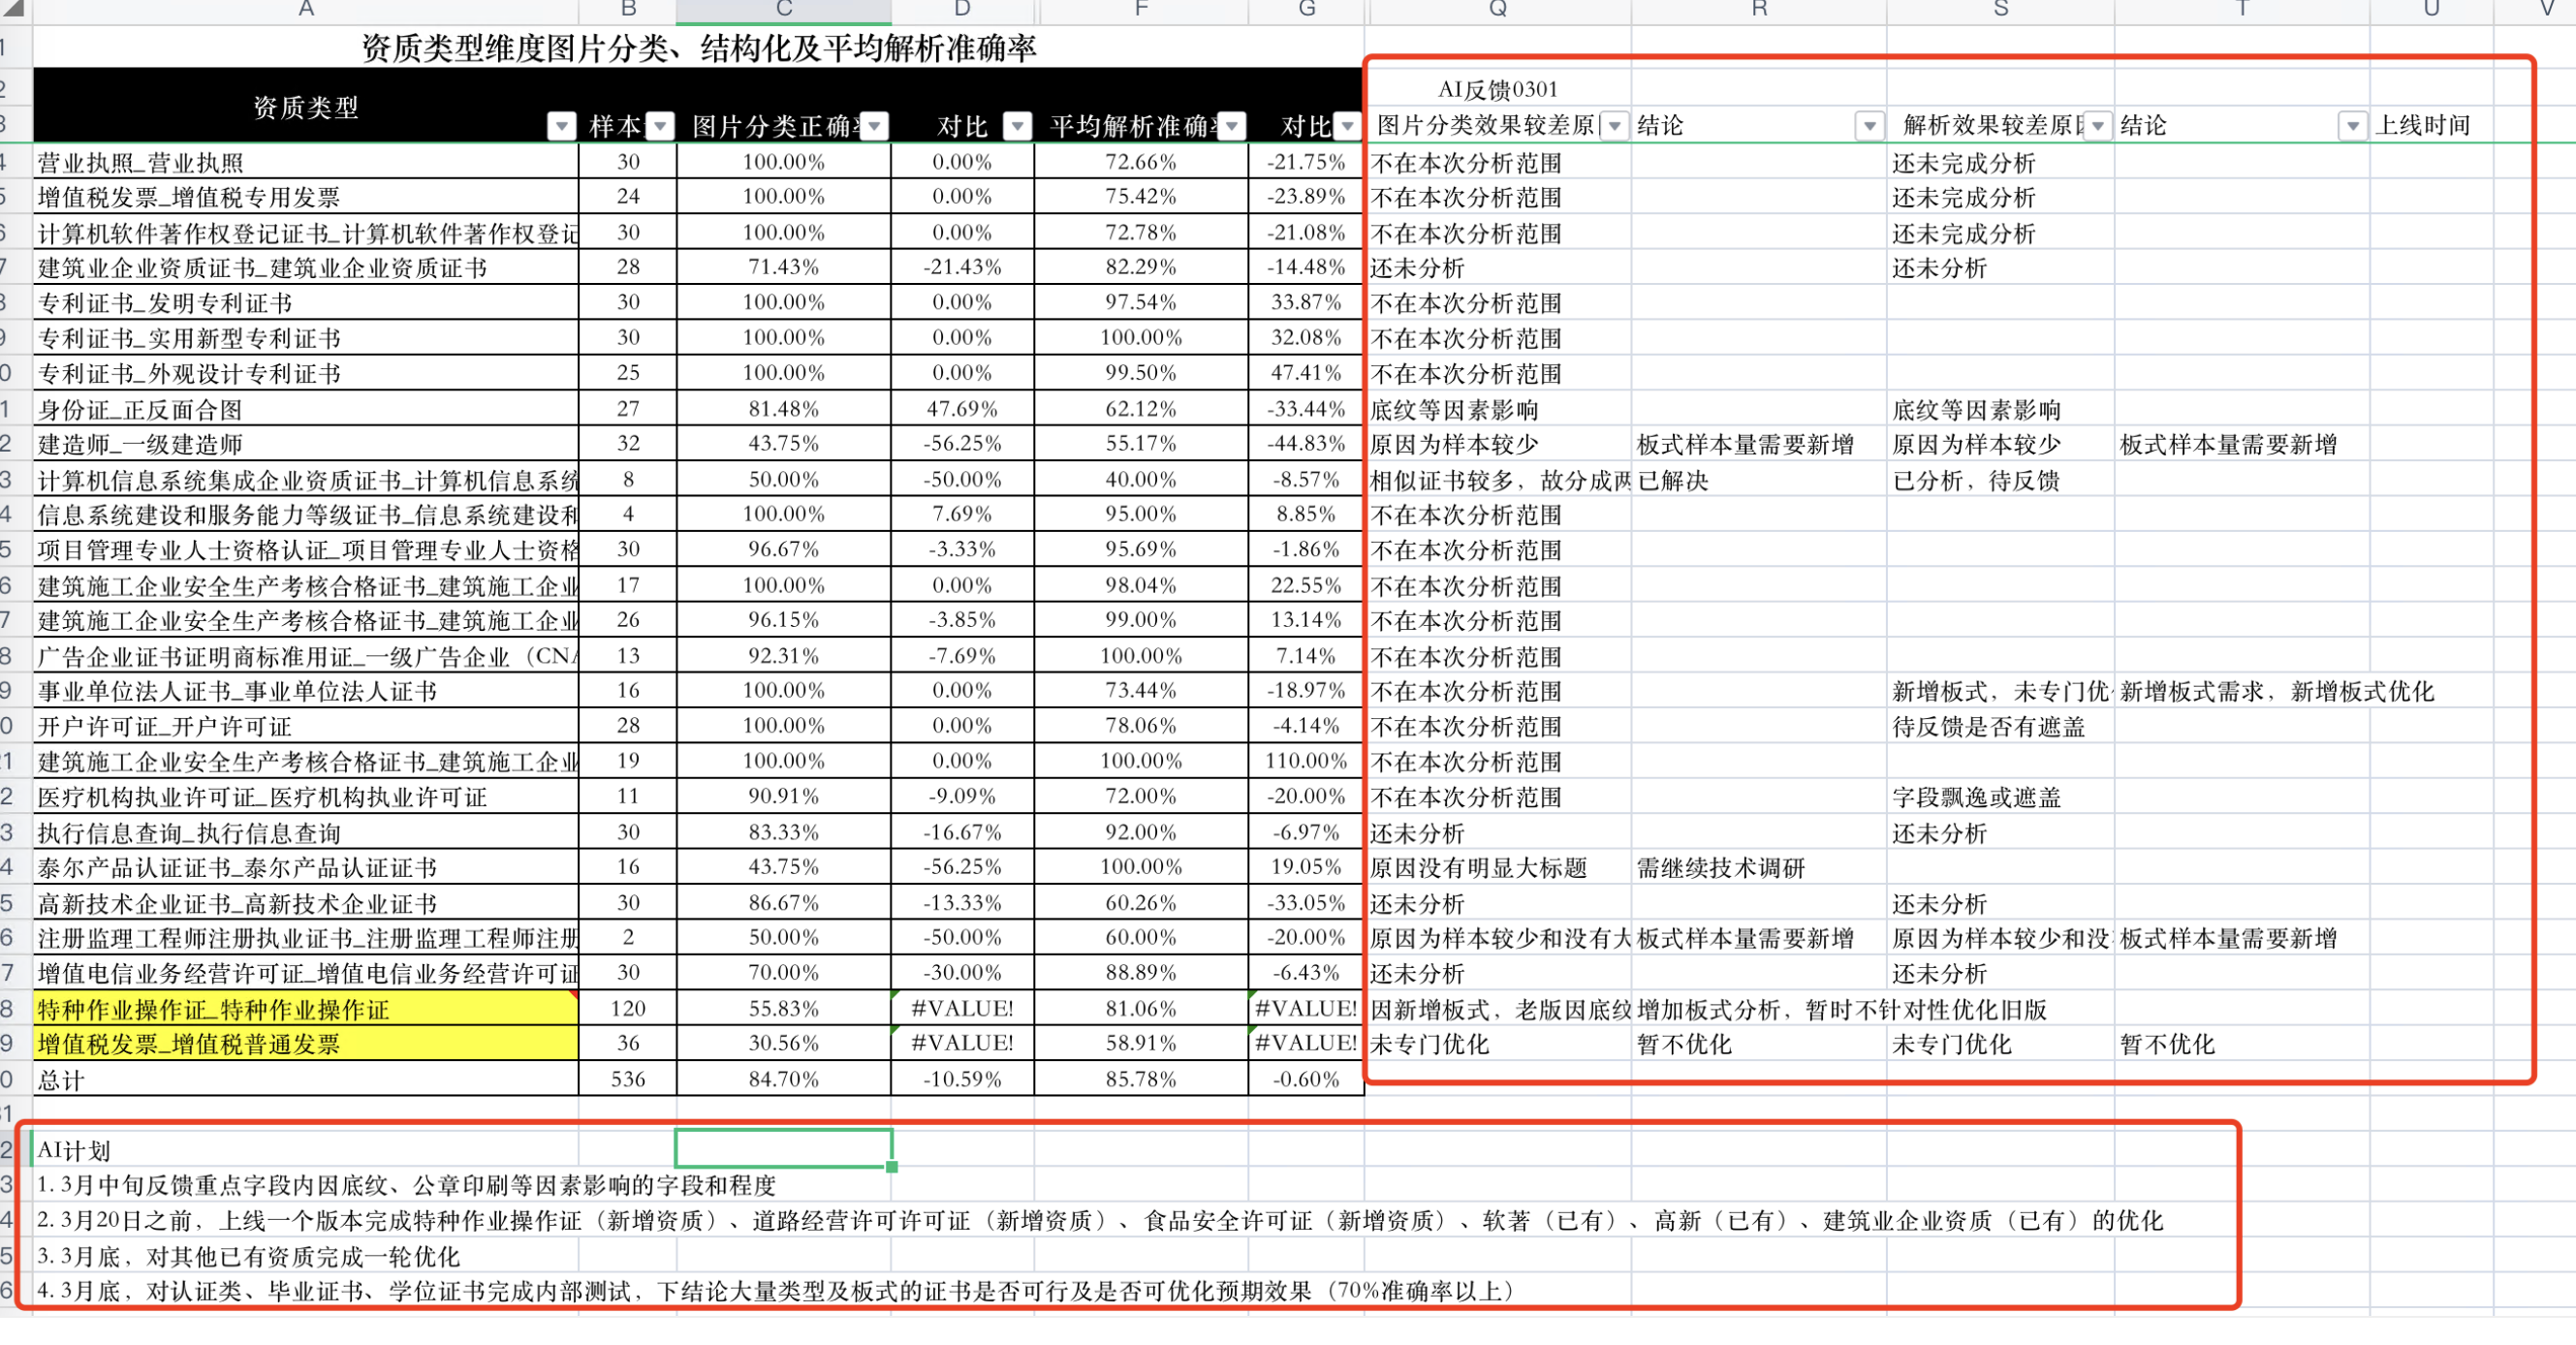 A B C D F G Q R S T U V
资质类型维度图片分类、结构化及平均解析准确率
AI反馈0301
资质类型 样本 图片分类正确率 对比 平均解析准确 对比 图片分类效果较差原 结论 解析效果较差原因 结论 上线时间
营业执照_营业执照 30 100.00% 0.00% 72.66% -21.75% 不在本次分析范围 还未完成分析
增值税发票_增值税专用发票 24 100.00% 0.00% 75.42% -23.89% 不在本次分析范围 还未完成分析
计算机软件著作权登记证书_计算机软件著作权登记 30 100.00% 0.00% 72.78% -21.08% 不在本次分析范围 还未完成分析
建筑业企业资质证书_建筑业企业资质证书 28 71.43% -21.43% 82.29% -14.48% 还未分析 还未分析
专利证书_发明专利证书 30 100.00% 0.00% 97.54% 33.87% 不在本次分析范围
专利证书_实用新型专利证书 30 100.00% 0.00% 100.00% 32.08% 不在本次分析范围
专利证书_外观设计专利证书 25 100.00% 0.00% 99.50% 47.41% 不在本次分析范围
身份证_正反面合图 27 81.48% 47.69% 62.12% -33.44% 底纹等因素影响 底纹等因素影响
建造师_一级建造师 32 43.75% -56.25% 55.17% -44.83% 原因为样本较少 板式样本量需要新增 原因为样本较少 板式样本量需要新增
计算机信息系统集成企业资质证书_计算机信息系统 8 50.00% -50.00% 40.00% -8.57% 相似证书较多，故分成两 已解决 已分析，待反馈
信息系统建设和服务能力等级证书_信息系统建设和 4 100.00% 7.69% 95.00% 8.85% 不在本次分析范围
项目管理专业人士资格认证_项目管理专业人士资格 30 96.67% -3.33% 95.69% -1.86% 不在本次分析范围
建筑施工企业安全生产考核合格证书_建筑施工企业 17 100.00% 0.00% 98.04% 22.55% 不在本次分析范围
建筑施工企业安全生产考核合格证书_建筑施工企业 26 96.15% -3.85% 99.00% 13.14% 不在本次分析范围
广告企业证书证明商标准用证_一级广告企业（CNA 13 92.31% -7.69% 100.00% 7.14% 不在本次分析范围
事业单位法人证书_事业单位法人证书 16 100.00% 0.00% 73.44% -18.97% 不在本次分析范围 新增板式，未专门优 新增板式需求，新增板式优化
开户许可证_开户许可证 28 100.00% 0.00% 78.06% -4.14% 不在本次分析范围 待反馈是否有遮盖
建筑施工企业安全生产考核合格证书_建筑施工企业 19 100.00% 0.00% 100.00% 110.00% 不在本次分析范围
医疗机构执业许可证_医疗机构执业许可证 11 90.91% -9.09% 72.00% -20.00% 不在本次分析范围 字段飘逸或遮盖
执行信息查询_执行信息查询 30 83.33% -16.67% 92.00% -6.97% 还未分析 还未分析
泰尔产品认证证书_泰尔产品认证证书 16 43.75% -56.25% 100.00% 19.05% 原因没有明显大标题 需继续技术调研
高新技术企业证书_高新技术企业证书 30 86.67% -13.33% 60.26% -33.05% 还未分析 还未分析
注册监理工程师注册执业证书_注册监理工程师注册 2 50.00% -50.00% 60.00% -20.00% 原因为样本较少和没有大 板式样本量需要新增 原因为样本较少和没 板式样本量需要新增
增值电信业务经营许可证_增值电信业务经营许可证 30 70.00% -30.00% 88.89% -6.43% 还未分析 还未分析
特种作业操作证_特种作业操作证 120 55.83% #VALUE! 81.06% #VALUE! 因新增板式，老版因底纹 增加板式分析，暂时不针对性优化旧版
增值税发票_增值税普通发票 36 30.56% #VALUE! 58.91% #VALUE! 未专门优化 暂不优化 未专门优化 暂不优化
总计 536 84.70% -10.59% 85.78% -0.60%
AI计划
1. 3月中旬反馈重点字段内因底纹、公章印刷等因素影响的字段和程度
2. 3月20日之前，上线一个版本完成特种作业操作证（新增资质）、道路经营许可许可证（新增资质）、食品安全许可证（新增资质）、软著（已有）、高新（已有）、建筑业企业资质（已有）的优化
3. 3月底，对其他已有资质完成一轮优化
4. 3月底，对认证类、毕业证书、学位证书完成内部测试，下结论大量类型及板式的证书是否可行及是否可优化预期效果（70%准确率以上）